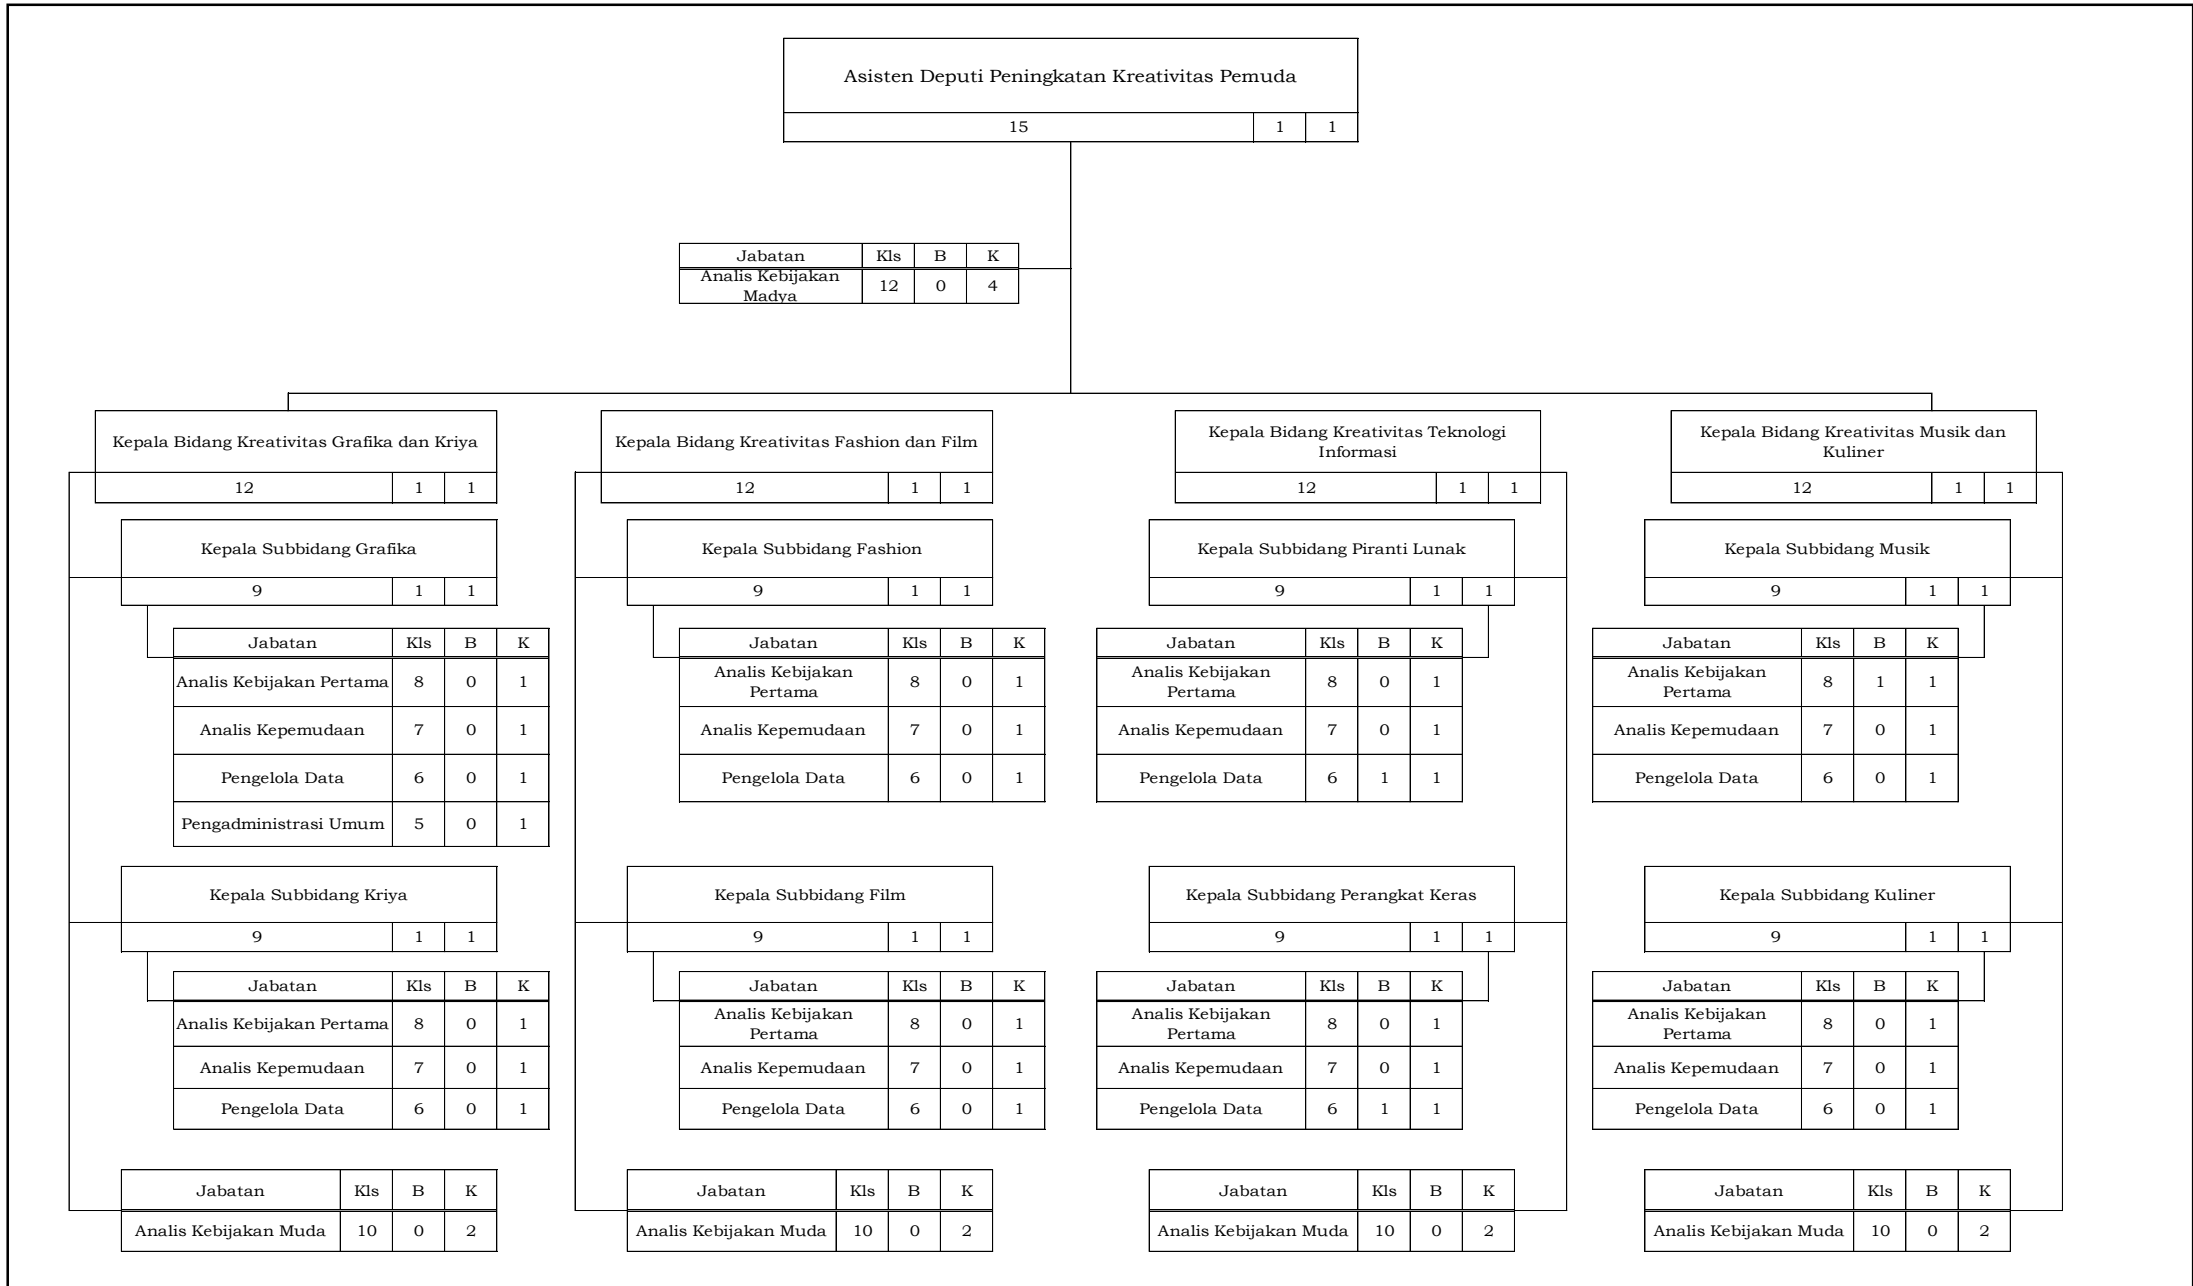 Asisten Deputi Peningkatan Kreativitas Pemuda
15 1 1
Jabatan Kls B K
Analis Kebijakan
Madya 12 0 4
Kepala Bidang Kreativitas Grafika dan Kriya
12 1 1
Kepala Subbidang Grafika
9 1 1
Jabatan Kls B K
Analis Kebijakan Pertama 8 0 1
Analis Kepemudaan 7 0 1
Pengelola Data 6 0 1
Pengadministrasi Umum 5 0 1
Kepala Subbidang Kriya
9 1 1
Jabatan Kls B K
Analis Kebijakan Pertama 8 0 1
Analis Kepemudaan 7 0 1
Pengelola Data 6 0 1
Jabatan Kls B K
Analis Kebijakan Muda 10 0 2
Kepala Bidang Kreativitas Fashion dan Film
12 1 1
Kepala Subbidang Fashion
9 1 1
Jabatan Kls B K
Analis Kebijakan
Pertama 8 0 1
Analis Kepemudaan 7 0 1
Pengelola Data 6 0 1
Kepala Subbidang Film
9 1 1
Jabatan Kls B K
Analis Kebijakan
Pertama 8 0 1
Analis Kepemudaan 7 0 1
Pengelola Data 6 0 1
Jabatan Kls B K
Analis Kebijakan Muda 10 0 2
Kepala Bidang Kreativitas Teknologi
Informasi
12 1 1
Kepala Subbidang Piranti Lunak
9 1 1
Jabatan Kls B K
Analis Kebijakan
Pertama 8 0 1
Analis Kepemudaan 7 0 1
Pengelola Data 6 1 1
Kepala Subbidang Perangkat Keras
9 1 1
Jabatan Kls B K
Analis Kebijakan
Pertama 8 0 1
Analis Kepemudaan 7 0 1
Pengelola Data 6 1 1
Jabatan Kls B K
Analis Kebijakan Muda 10 0 2
Kepala Bidang Kreativitas Musik dan
Kuliner
12 1 1
Kepala Subbidang Musik
9 1 1
Jabatan Kls B K
Analis Kebijakan
Pertama 8 1 1
Analis Kepemudaan 7 0 1
Pengelola Data 6 0 1
Kepala Subbidang Kuliner
9 1 1
Jabatan Kls B K
Analis Kebijakan
Pertama 8 0 1
Analis Kepemudaan 7 0 1
Pengelola Data 6 0 1
Jabatan Kls B K
Analis Kebijakan Muda 10 0 2